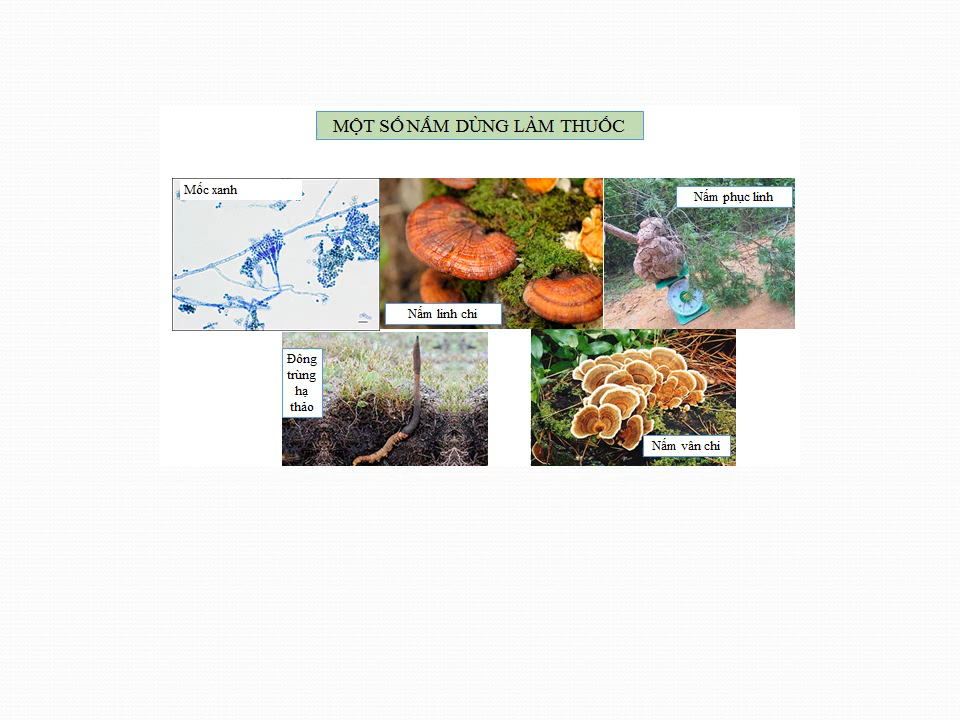 MỘT SỐ NẤM DÙNG LÀM THUỐC
Mốc xanh
Nấm phục linh
Nấm linh chi
Đông
trùng
hạ
thảo
Nấm vân chi